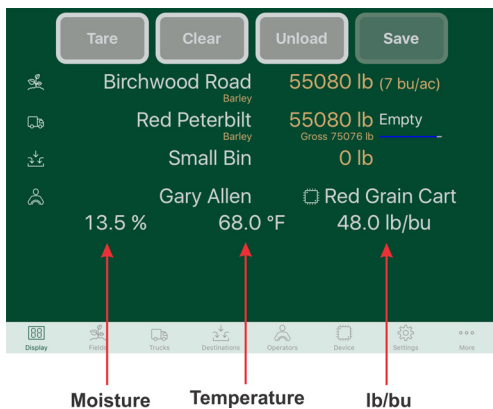 Tare Clear Unload Save
Birchwood Road 55080 lb (7 bu/ac)
Barley
Red Peterbilt 55080 lb Empty
Barley Gross 75076 lb
Small Bin 0 lb
Gary Allen Red Grain Cart
13.5 % 68.0 °F 48.0 lb/bu
Display Fields Trucks Destinations Operators Device Settings More
Moisture Temperature lb/bu